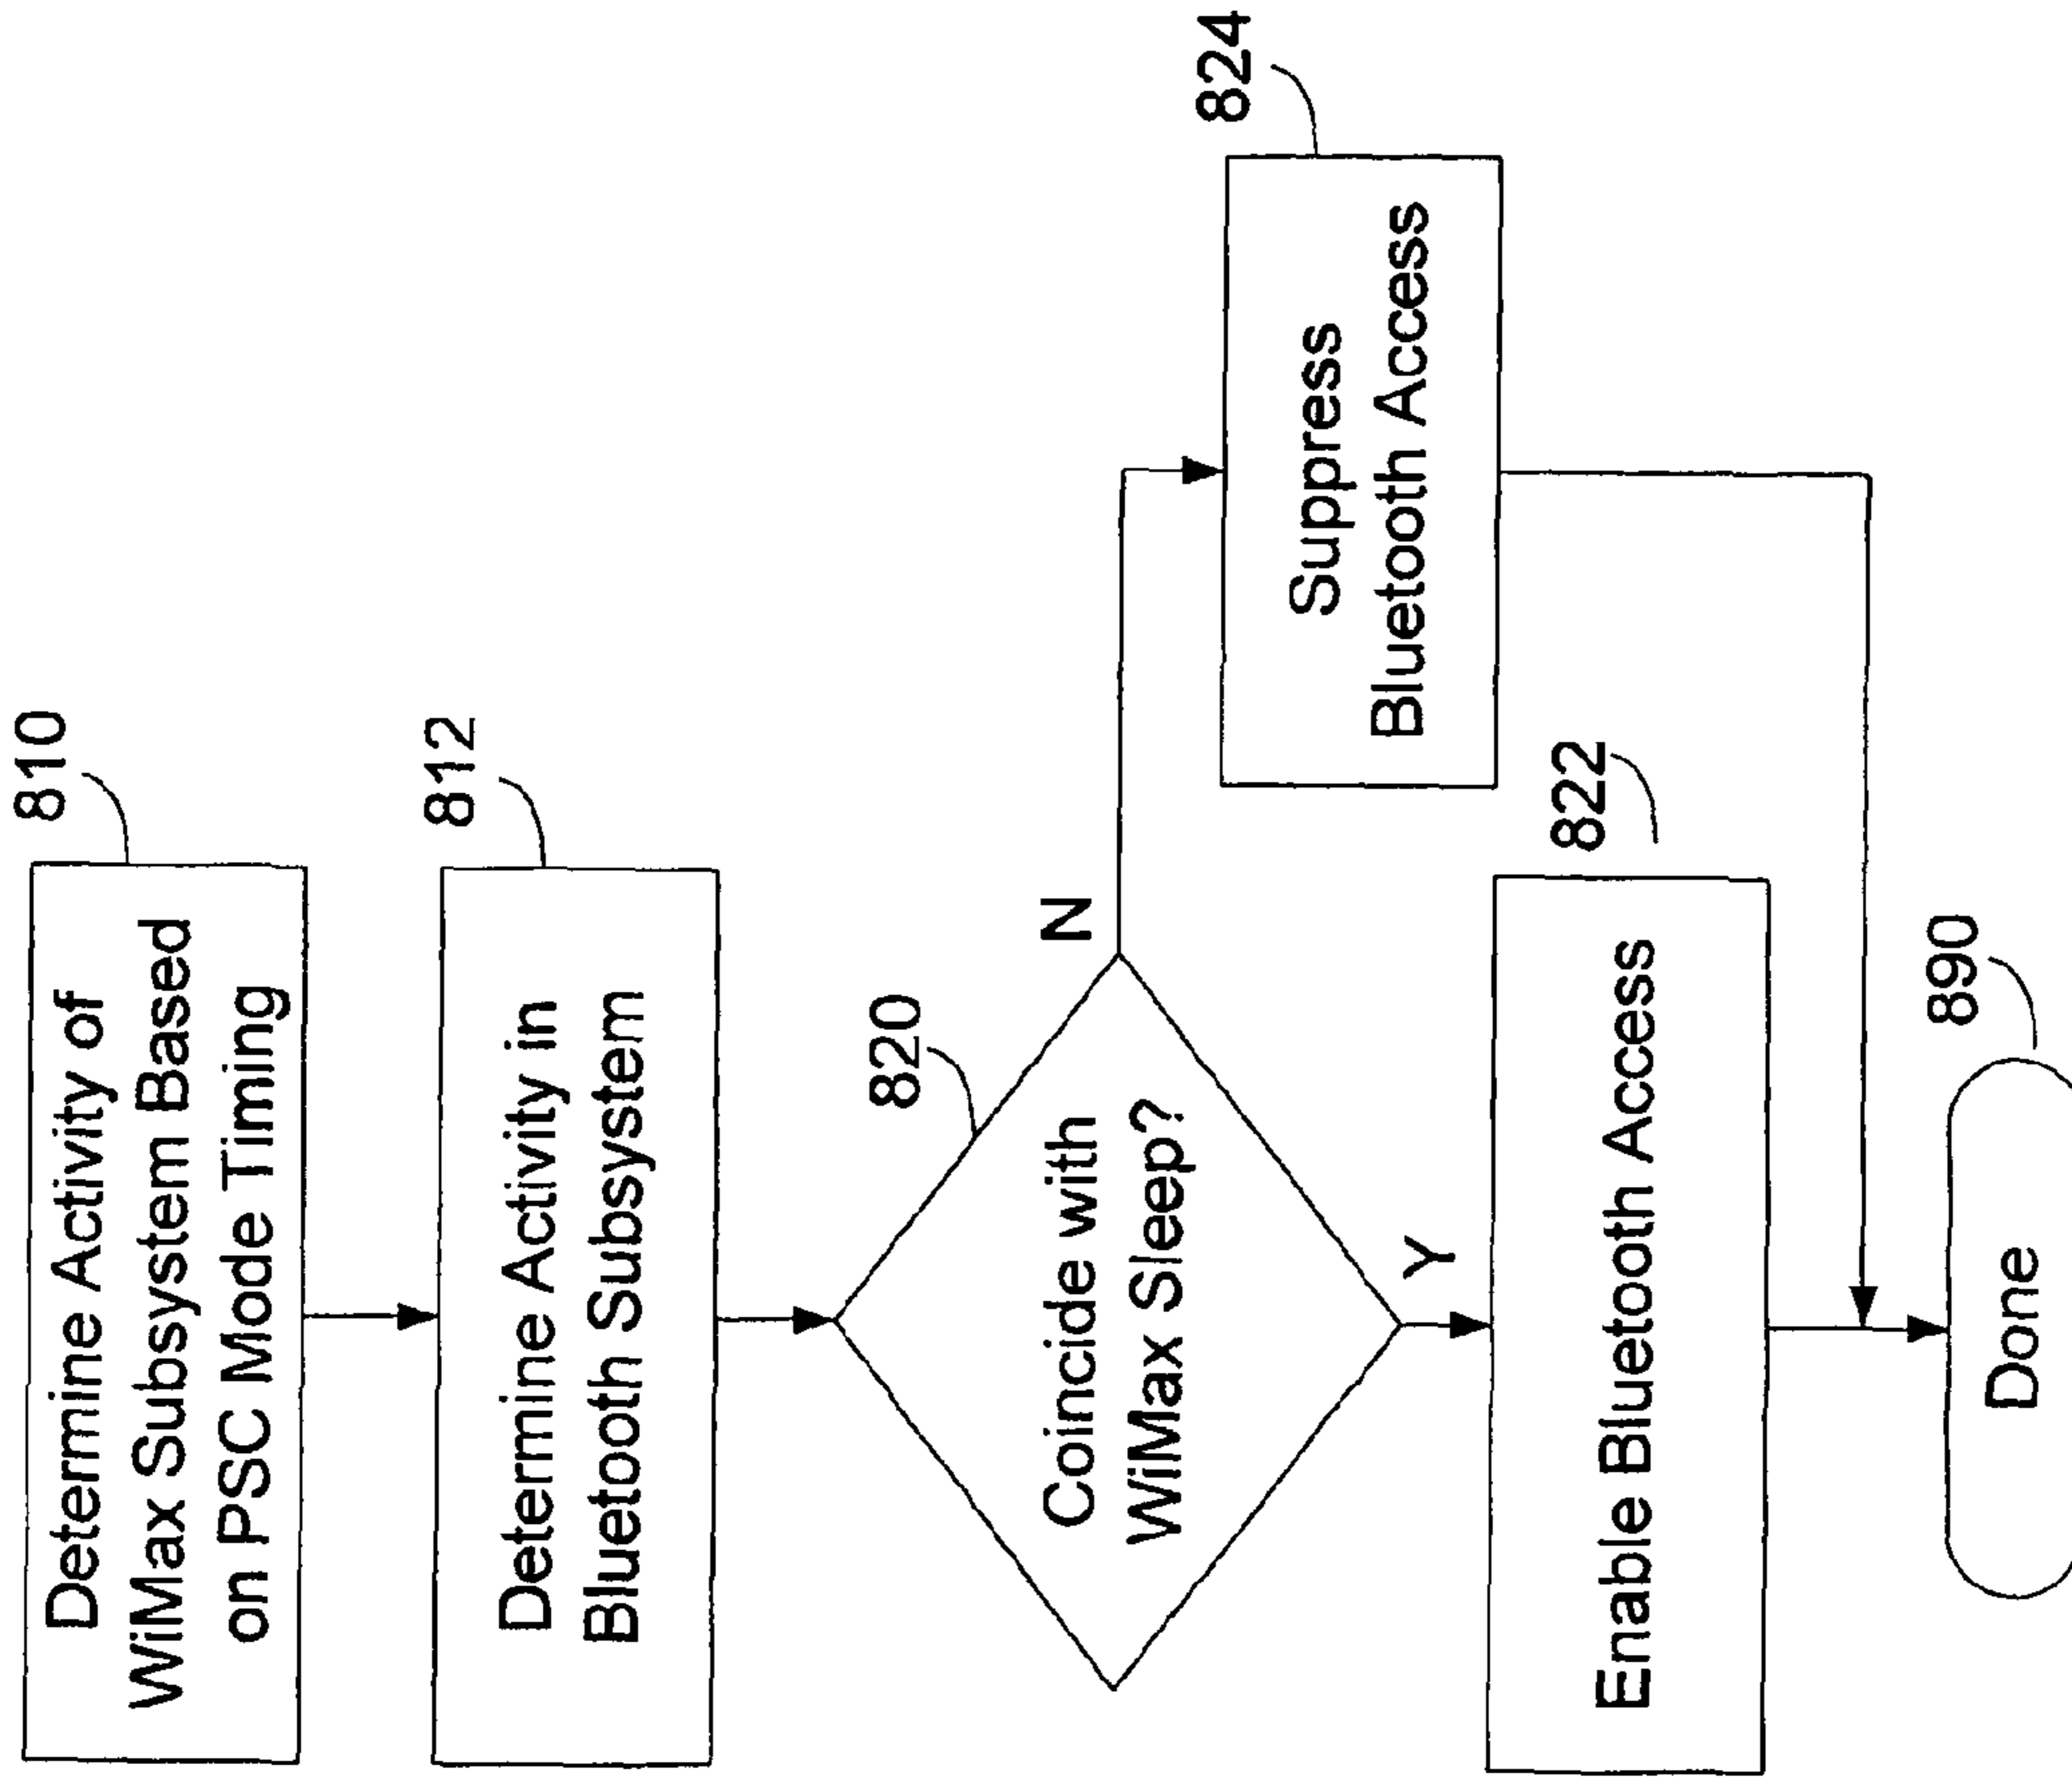 810
Determine Activity of
WiMax Subsystem Based
on PSC Mode Timing
812
Determine Activity in
Bluetooth Subsystem
820
Coincide with
WiMax Sleep?
N
Y
824
Suppress
Bluetooth Access
822
Enable Bluetooth Access
890
Done